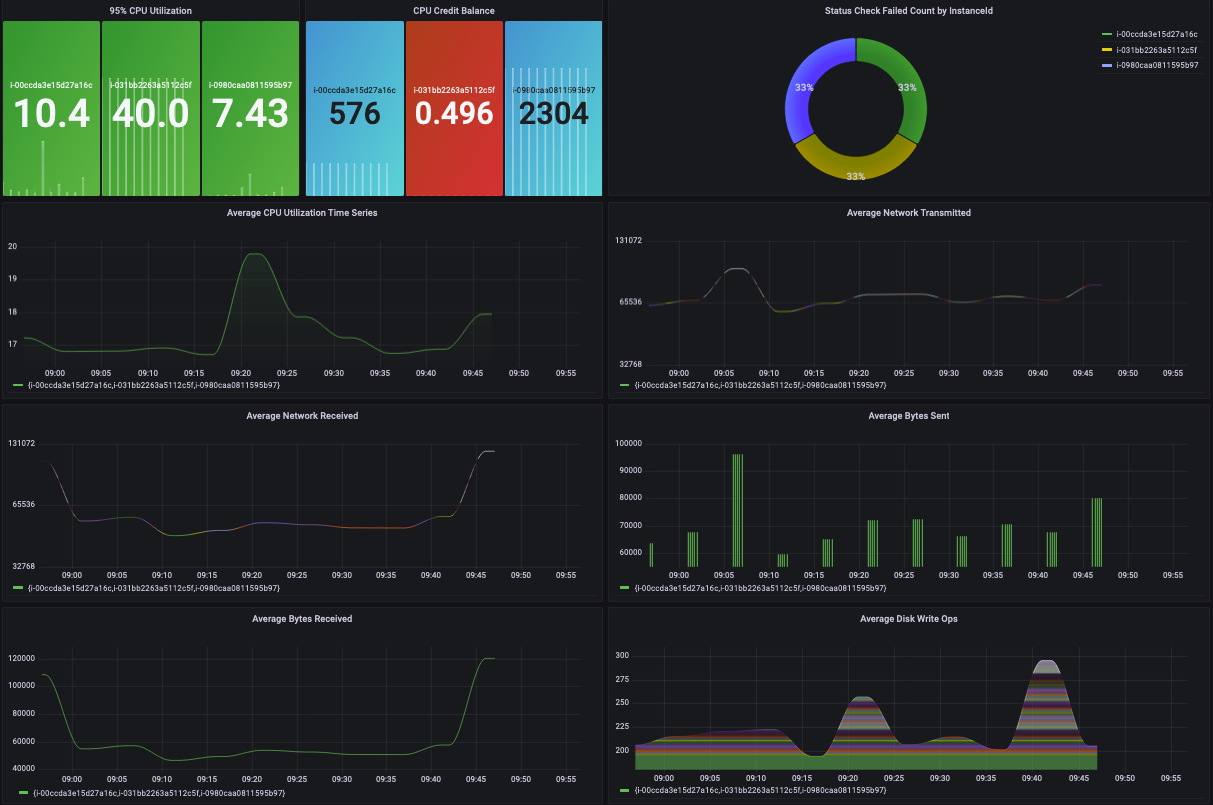 95% CPU Utilization
i-00ccda3e15d27a16c
10.4
i-031bb2263a5112c5f
40.0
i-0980caa0811595b97
7.43
CPU Credit Balance
i-00ccda3e15d27a16c
576
i-031bb2263a5112c5f
0.496
i-0980caa0811595b97
2304
Status Check Failed Count by InstanceId
33%
33%
33%
i-00ccda3e15d27a16c
i-031bb2263a5112c5f
i-0980caa0811595b97
Average CPU Utilization Time Series
20
19
18
17
09:00 09:05 09:10 09:15 09:20 09:25 09:30 09:35 09:40 09:45 09:50 09:55
{i-00ccda3e15d27a16c,i-031bb2263a5112c5f,i-0980caa0811595b97}
Average Network Transmitted
131072
65536
32768
09:00 09:05 09:10 09:15 09:20 09:25 09:30 09:35 09:40 09:45 09:50 09:55
{i-00ccda3e15d27a16c,i-031bb2263a5112c5f,i-0980caa0811595b97}
Average Network Received
131072
65536
32768
09:00 09:05 09:10 09:15 09:20 09:25 09:30 09:35 09:40 09:45 09:50 09:55
{i-00ccda3e15d27a16c,i-031bb2263a5112c5f,i-0980caa0811595b97}
Average Bytes Sent
100000
90000
80000
70000
60000
09:00 09:05 09:10 09:15 09:20 09:25 09:30 09:35 09:40 09:45 09:50 09:55
{i-00ccda3e15d27a16c,i-031bb2263a5112c5f,i-0980caa0811595b97}
Average Bytes Received
120000
100000
80000
60000
40000
09:00 09:05 09:10 09:15 09:20 09:25 09:30 09:35 09:40 09:45 09:50 09:55
{i-00ccda3e15d27a16c,i-031bb2263a5112c5f,i-0980caa0811595b97}
Average Disk Write Ops
300
275
250
225
200
09:00 09:05 09:10 09:15 09:20 09:25 09:30 09:35 09:40 09:45 09:50 09:55
{i-00ccda3e15d27a16c,i-031bb2263a5112c5f,i-0980caa0811595b97}